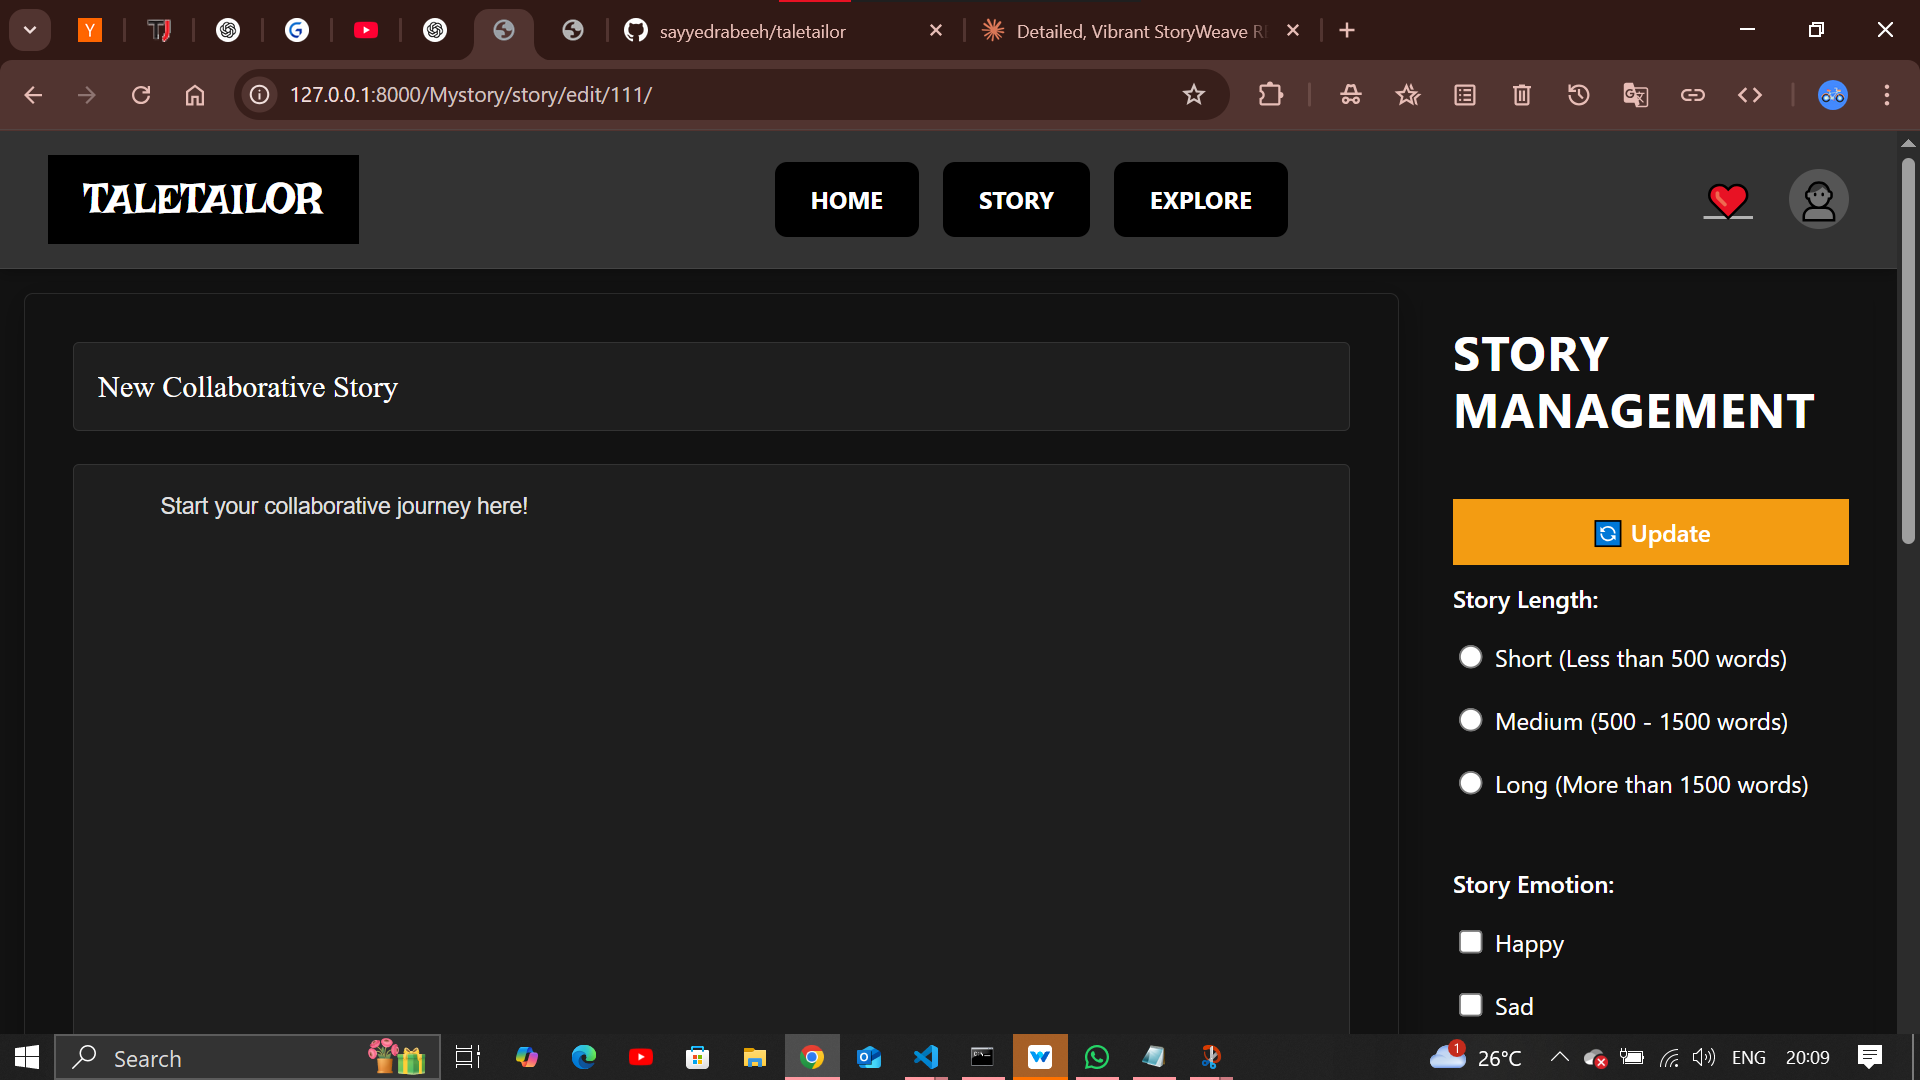 Y
TJ
G
sayyedrabeeh/taletailor
Detailed, Vibrant StoryWeave
127.0.0.1:8000/Mystory/story/edit/111/
TALETAILOR
HOME
STORY
EXPLORE
New Collaborative Story
Start your collaborative journey here!
STORY
MANAGEMENT
Update
Story Length:
Short (Less than 500 words)
Medium (500 - 1500 words)
Long (More than 1500 words)
Story Emotion:
Happy
Sad
Search
1
26°C
ENG
20:09